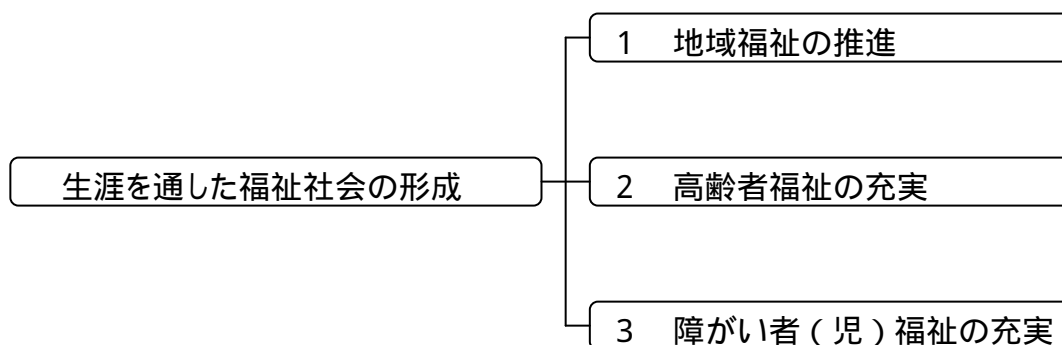 1 地域福祉の推進
生涯を通した福祉社会の形成
2 高齢者福祉の充実
3 障がい者(児)福祉の充実